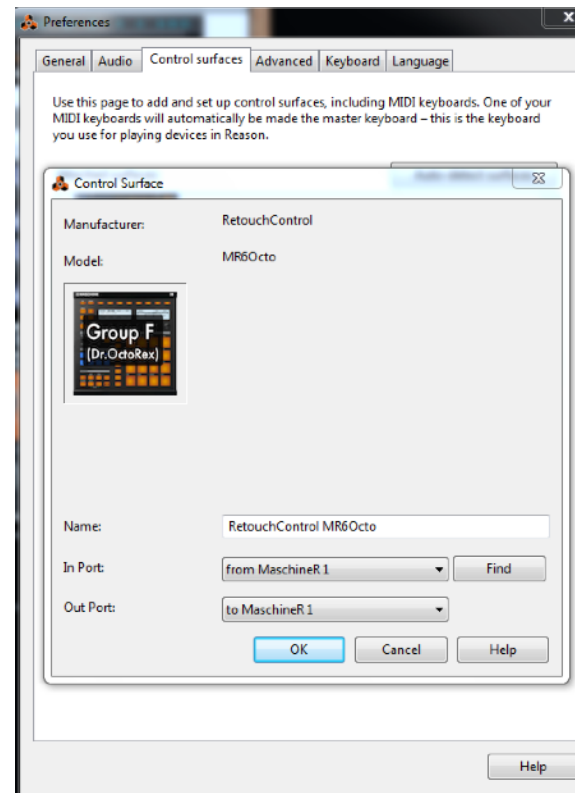 Preferences
General Audio Control surfaces Advanced Keyboard Language
Use this page to add and set up control surfaces, including MIDI keyboards. One of your
MIDI keyboards will automatically be made the master keyboard – this is the keyboard
you use for playing devices in Reason.
Control Surface
Manufacturer: RetouchControl
Model: MR6Octo
Group F
(Dr.OctoRex)
Name: RetouchControl MR6Octo
In Port: from MaschineR 1 Find
Out Port: to MaschineR 1
OK Cancel Help
Help